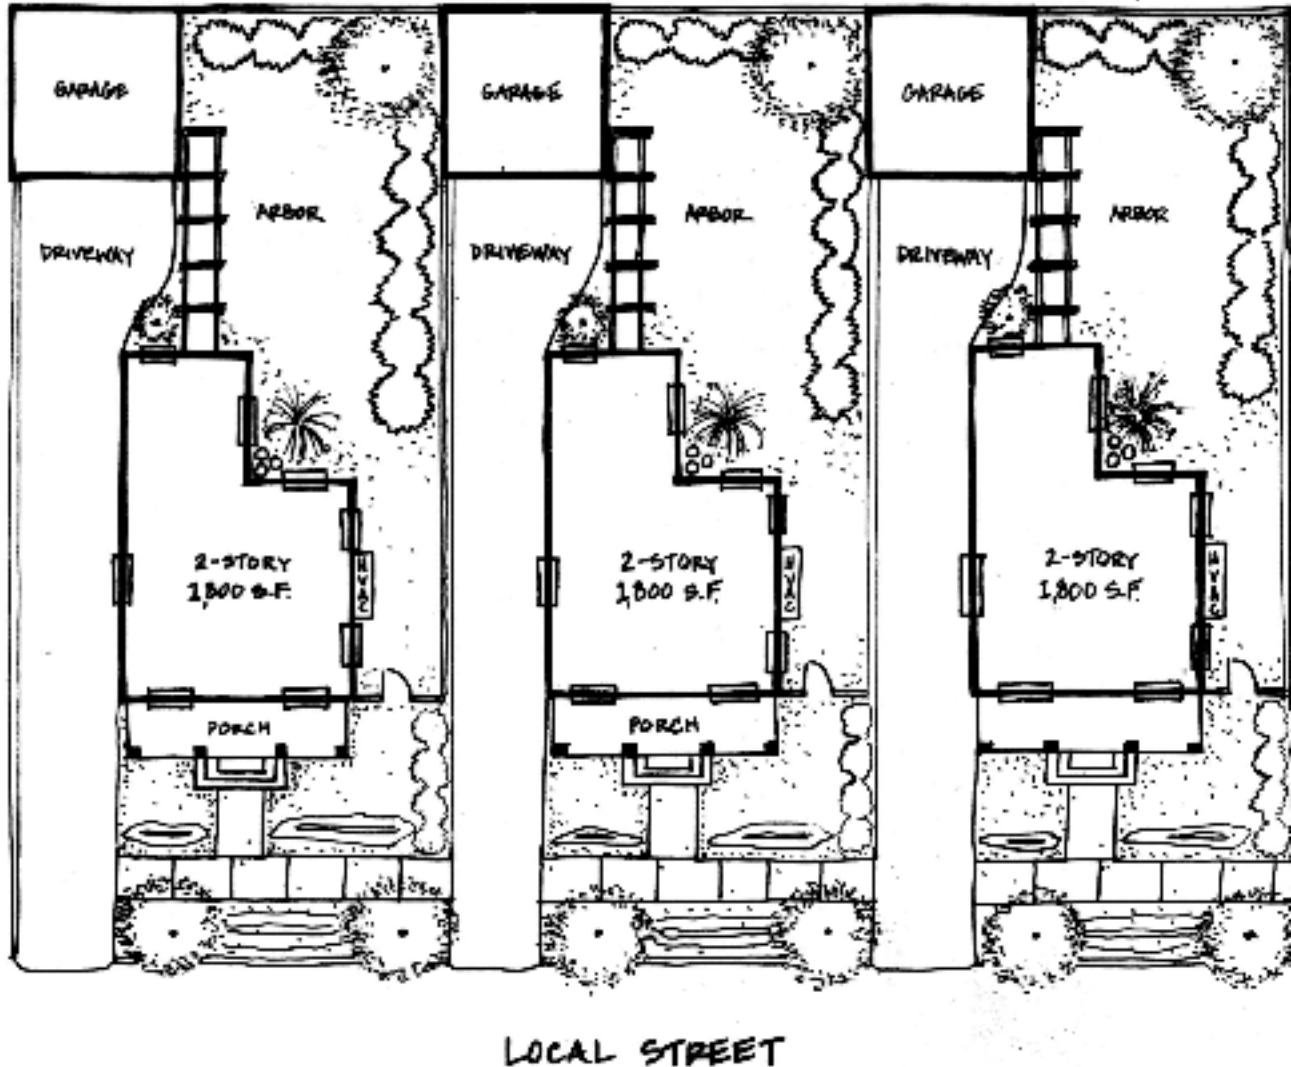 GARAGE
GARAGE
GARAGE
ARBOR
ARBOR
ARBOR
DRIVEWAY
DRIVEWAY
DRIVEWAY
2-STORY
1,800 S.F.
HVAC
2-STORY
1,800 S.F.
HVAC
2-STORY
1,800 S.F.
HVAC
PORCH
PORCH
LOCAL STREET